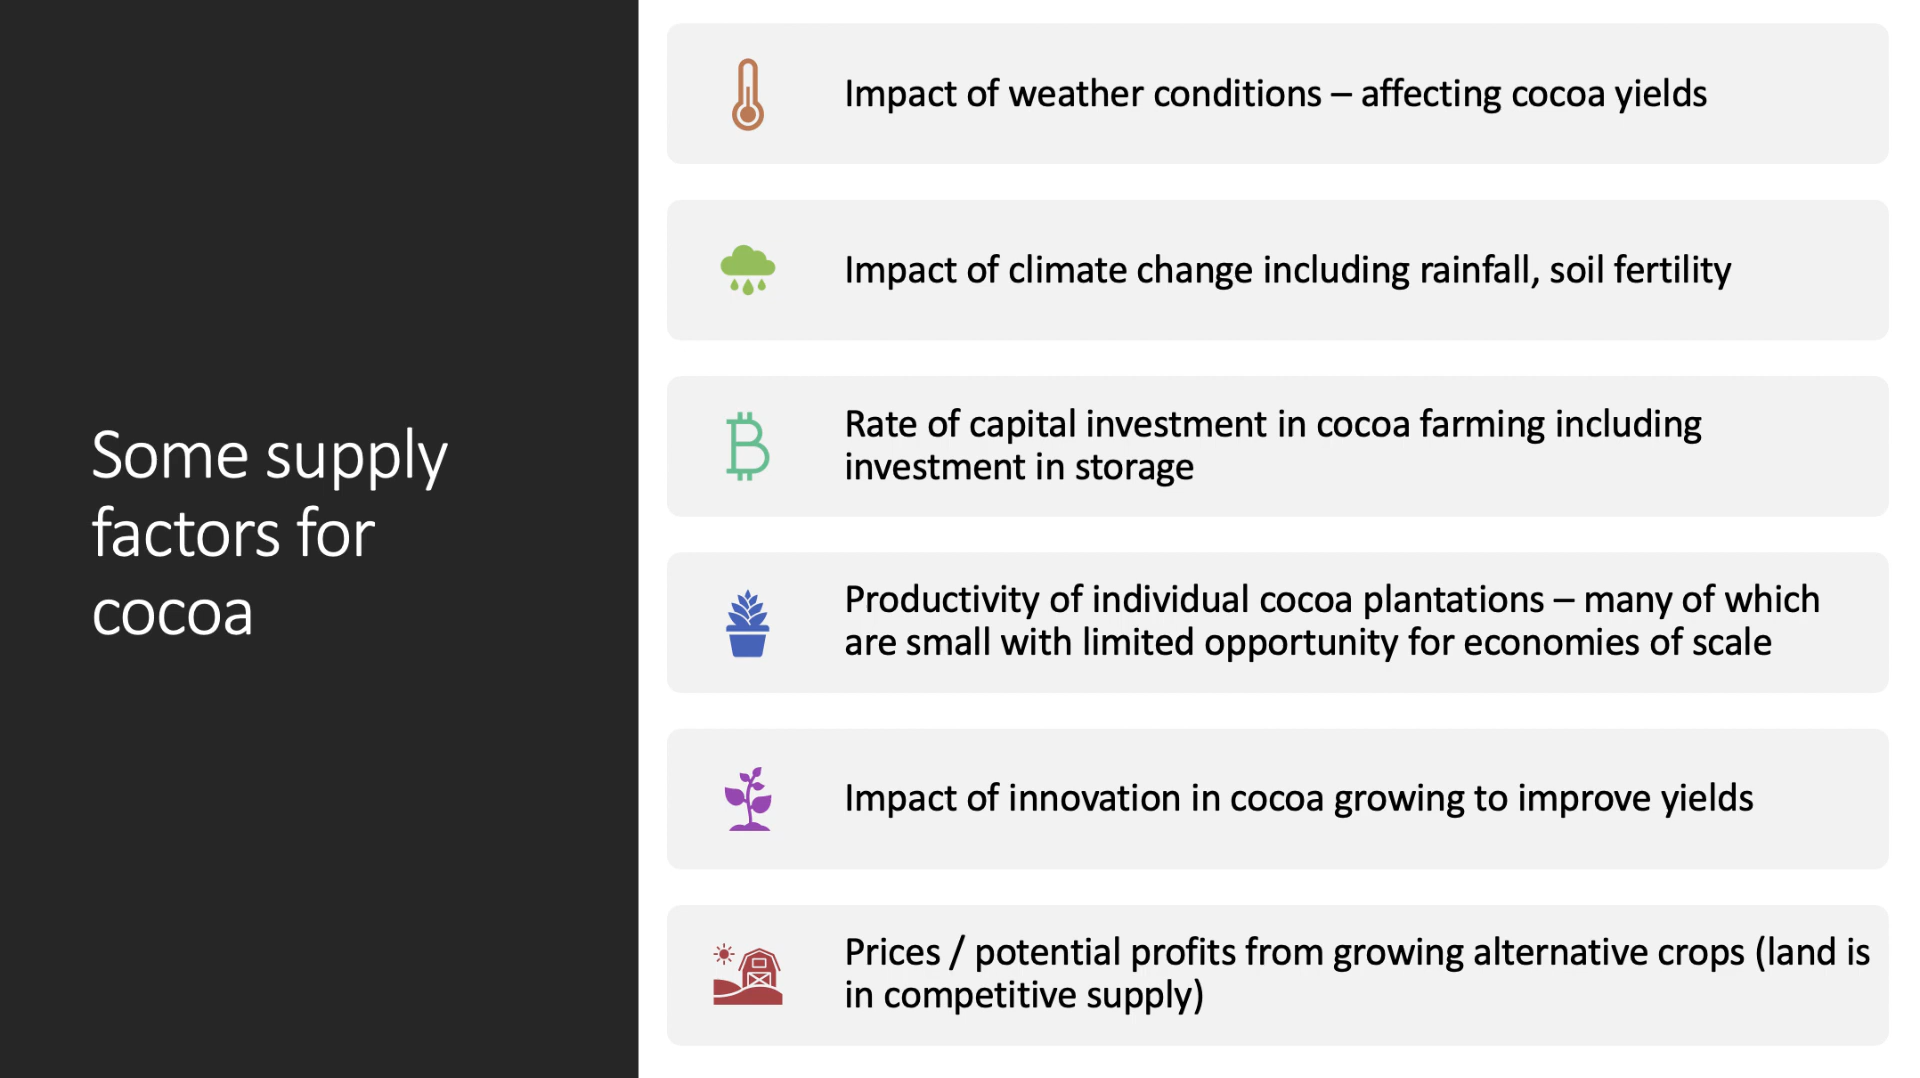 Some supply
factors for
cocoa
Impact of weather conditions – affecting cocoa yields
Impact of climate change including rainfall, soil fertility
Rate of capital investment in cocoa farming including
investment in storage
Productivity of individual cocoa plantations – many of which
are small with limited opportunity for economies of scale
Impact of innovation in cocoa growing to improve yields
Prices / potential profits from growing alternative crops (land is
in competitive supply)